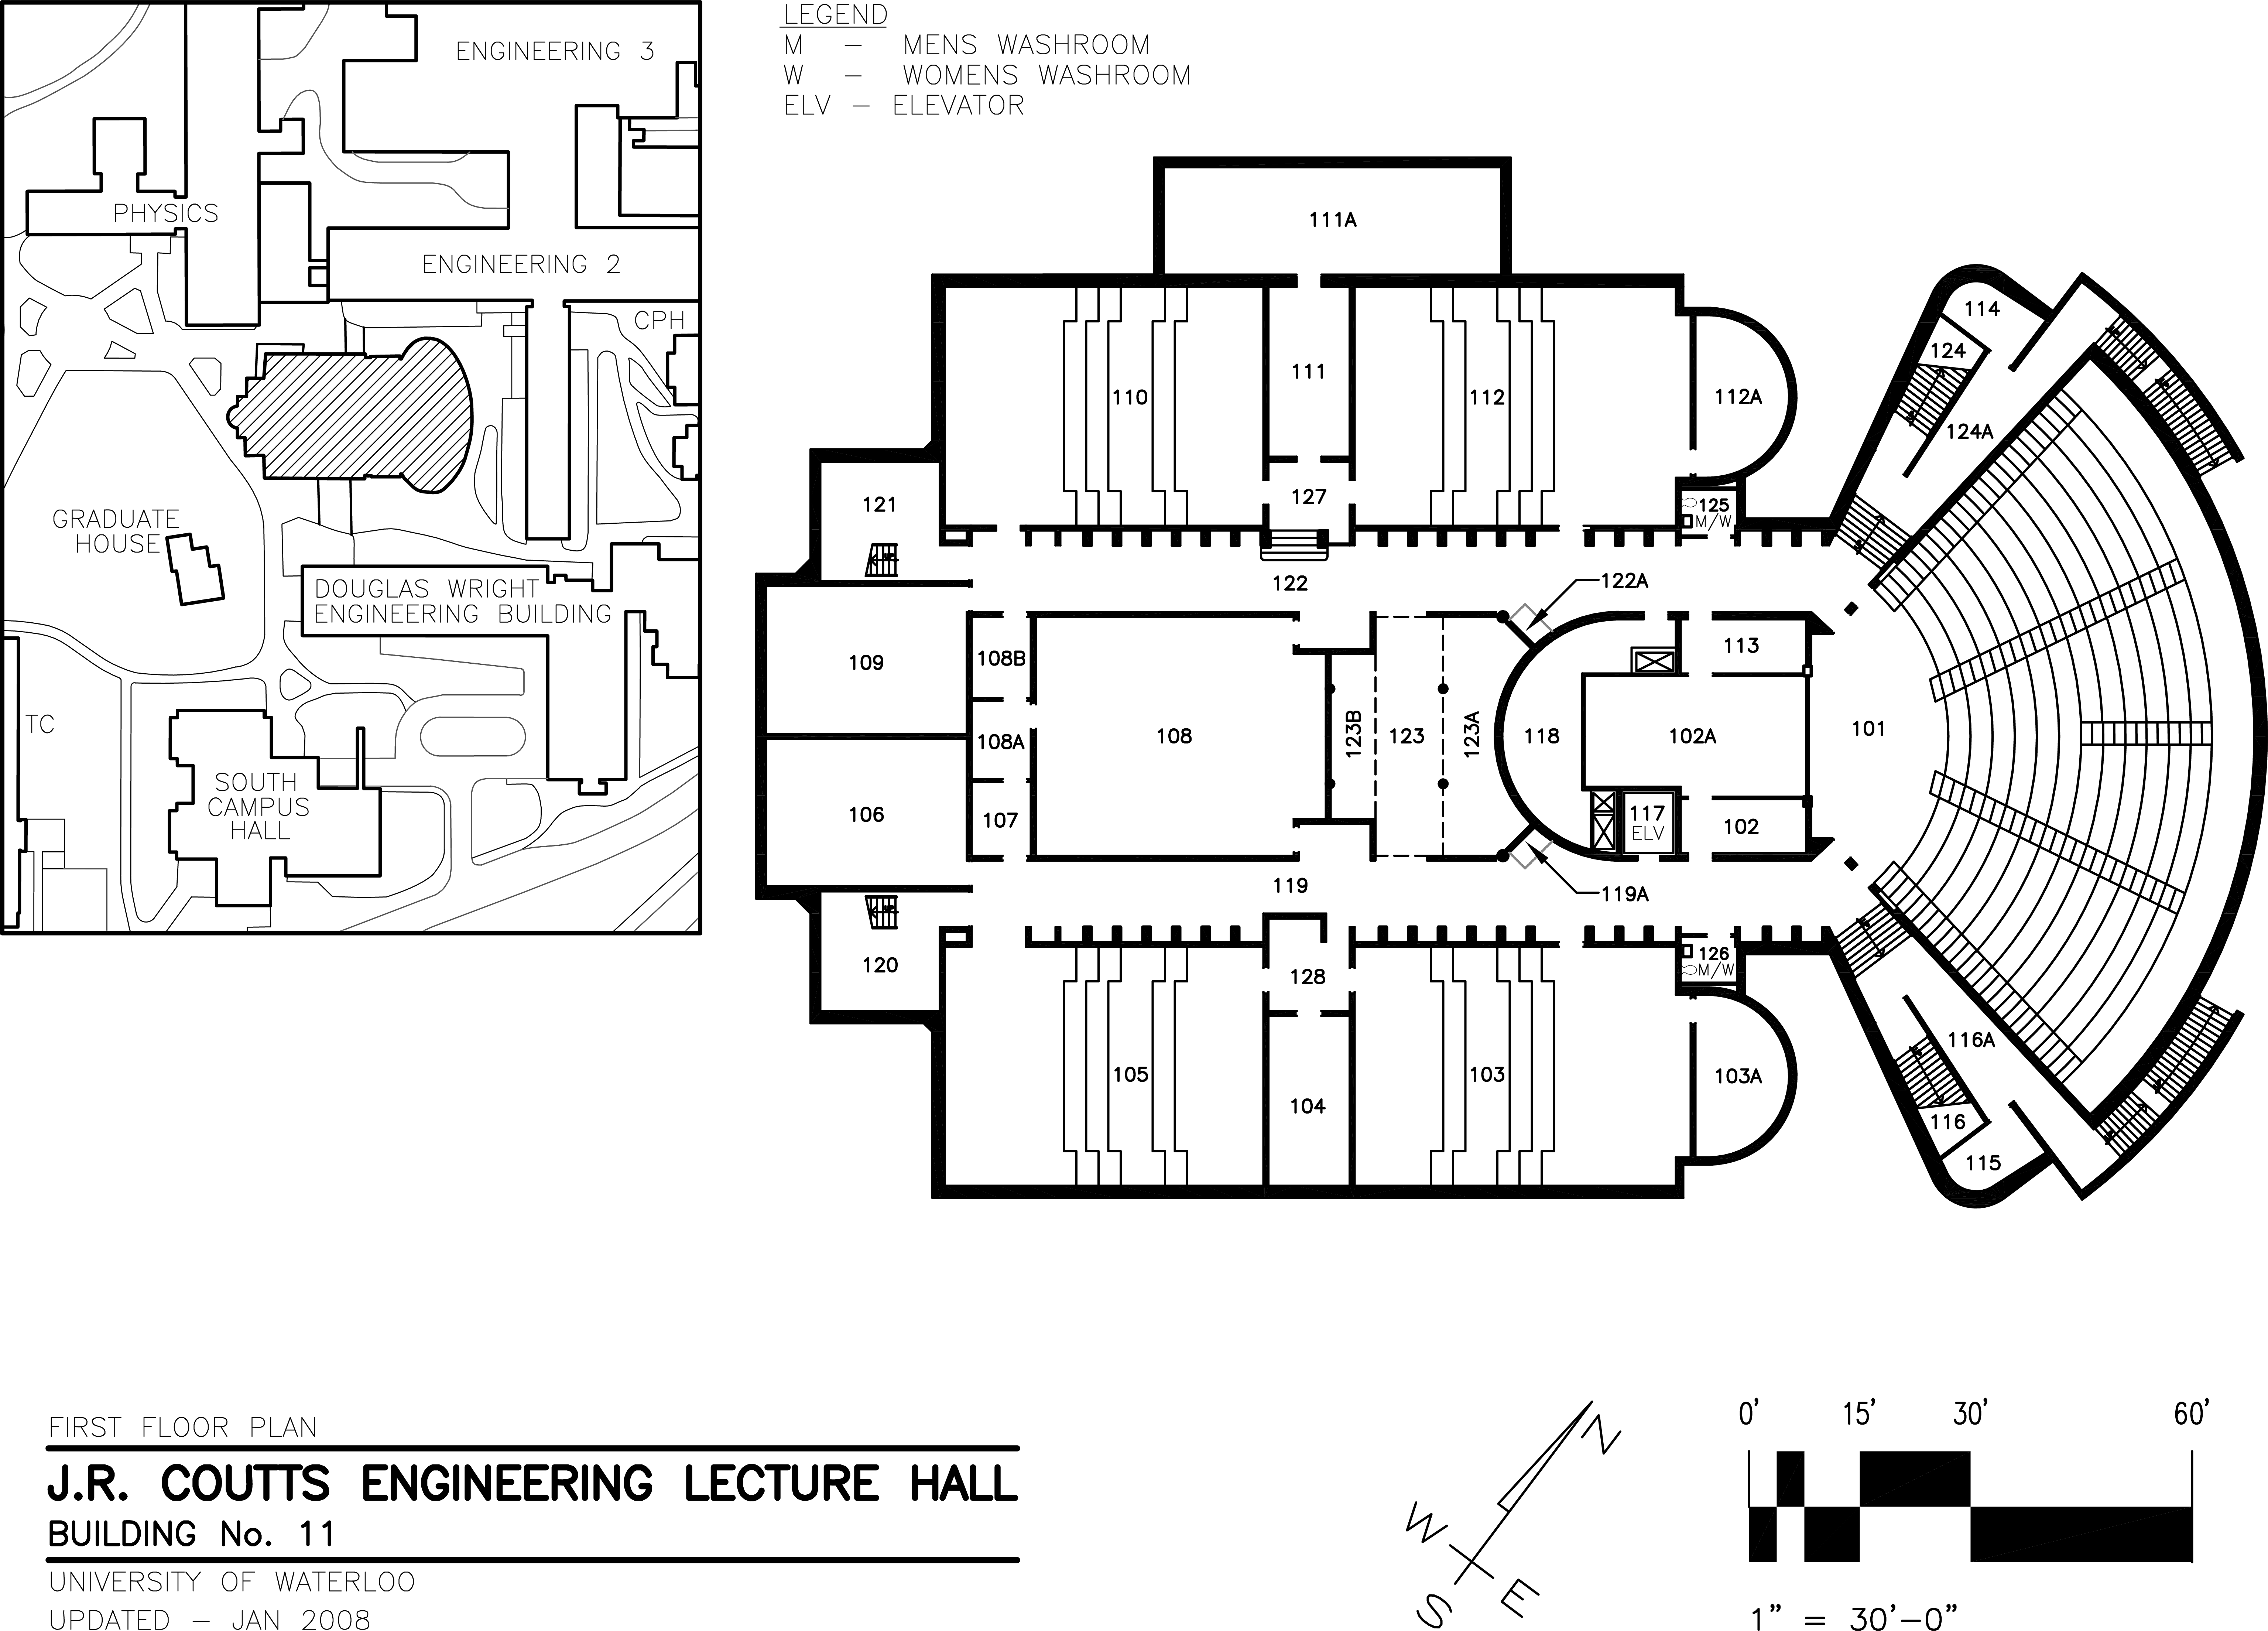 LEGEND
M – MENS WASHROOM
W – WOMENS WASHROOM
ELV – ELEVATOR
ENGINEERING 3
PHYSICS
ENGINEERING 2
CPH
GRADUATE
HOUSE
DOUGLAS WRIGHT
ENGINEERING BUILDING
TC
SOUTH
CAMPUS
HALL
111A
111
110
112
112A
114
124
124A
121
127
125
M/W
122
122A
109
108B
108A
107
108
123B
123
123A
118
102A
113
101
106
117
ELV
102
119
119A
120
128
126
M/W
105
104
103
103A
116A
116
115
FIRST FLOOR PLAN
J.R. COUTTS ENGINEERING LECTURE HALL
BUILDING No. 11
UNIVERSITY OF WATERLOO
UPDATED – JAN 2008
N
W
S
E
0' 15' 30' 60'
1" = 30'-0"